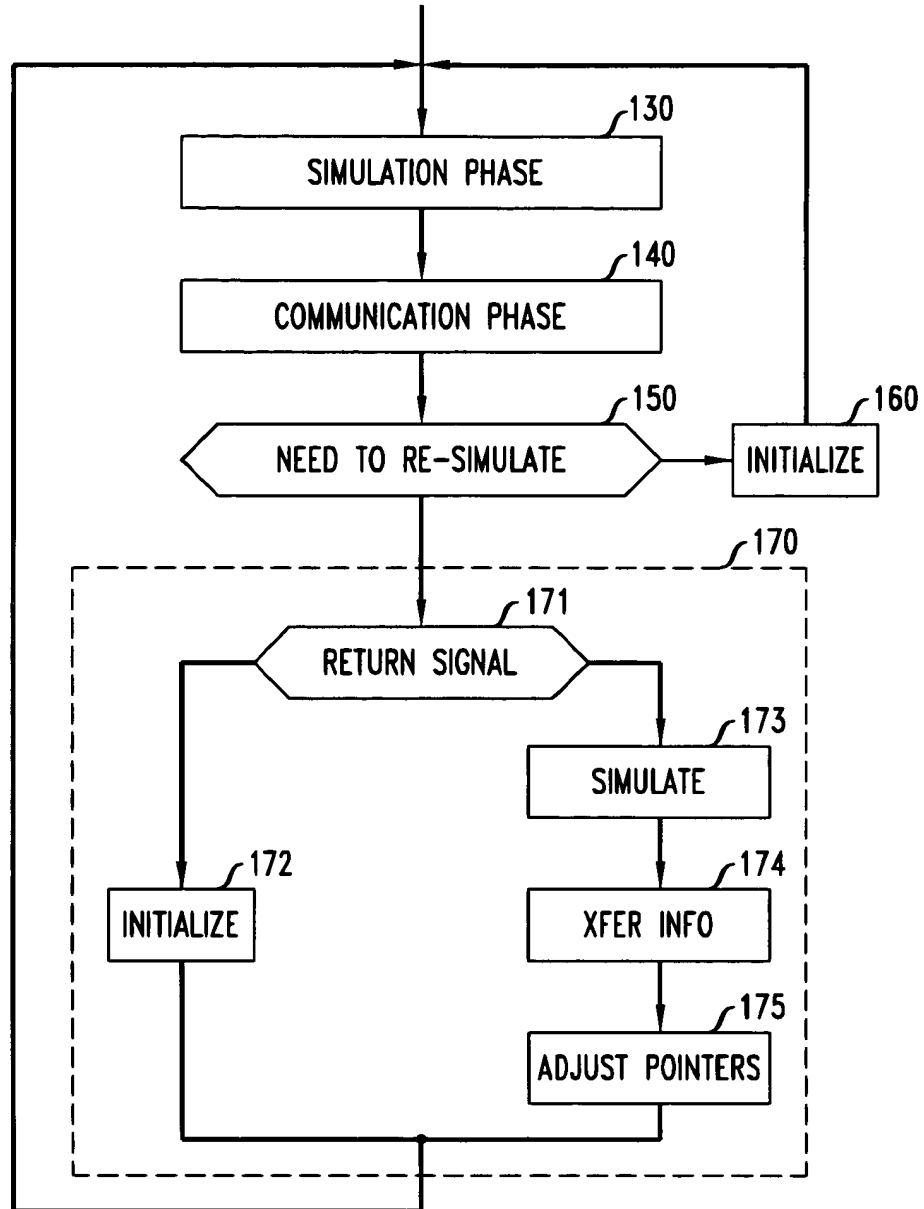 130
SIMULATION PHASE
140
COMMUNICATION PHASE
150
NEED TO RE-SIMULATE
160
INITIALIZE
170
171
RETURN SIGNAL
173
SIMULATE
172
INITIALIZE
174
XFER INFO
175
ADJUST POINTERS